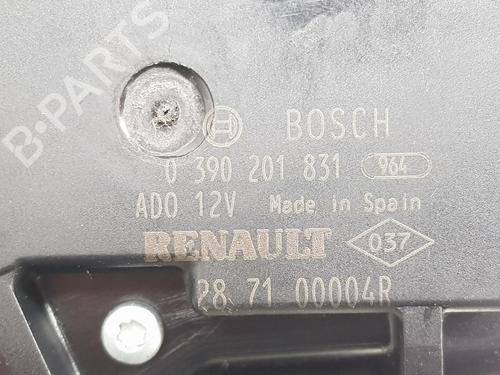 B-PARTS
BOSCH
0 390 201 831 964
ADO 12V Made in Spain
RENAULT 037
28 71 00004R